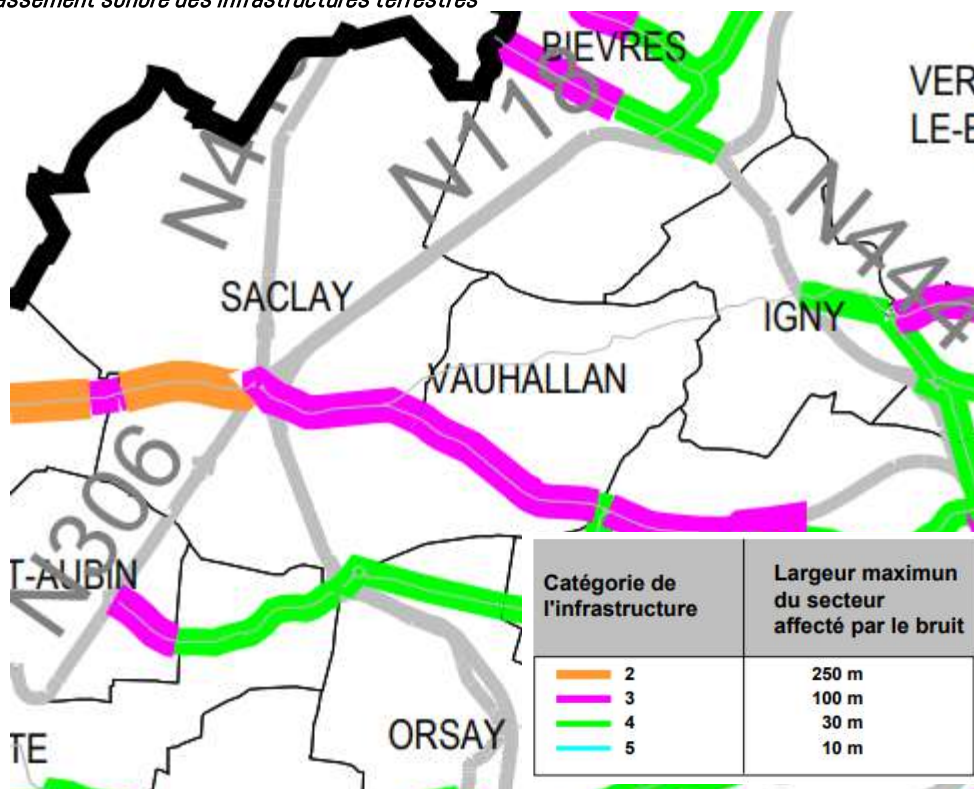 assement sonore des infrastructures terrestres
BIEVRES
VER
LE-B
N118
N444
SACLAY
IGNY
VAUHALLAN
N306
T-AUBIN
ORSAY
TE
Catégorie de l'infrastructure
Largeur maximun du secteur affecté par le bruit
2 250 m
3 100 m
4 30 m
5 10 m